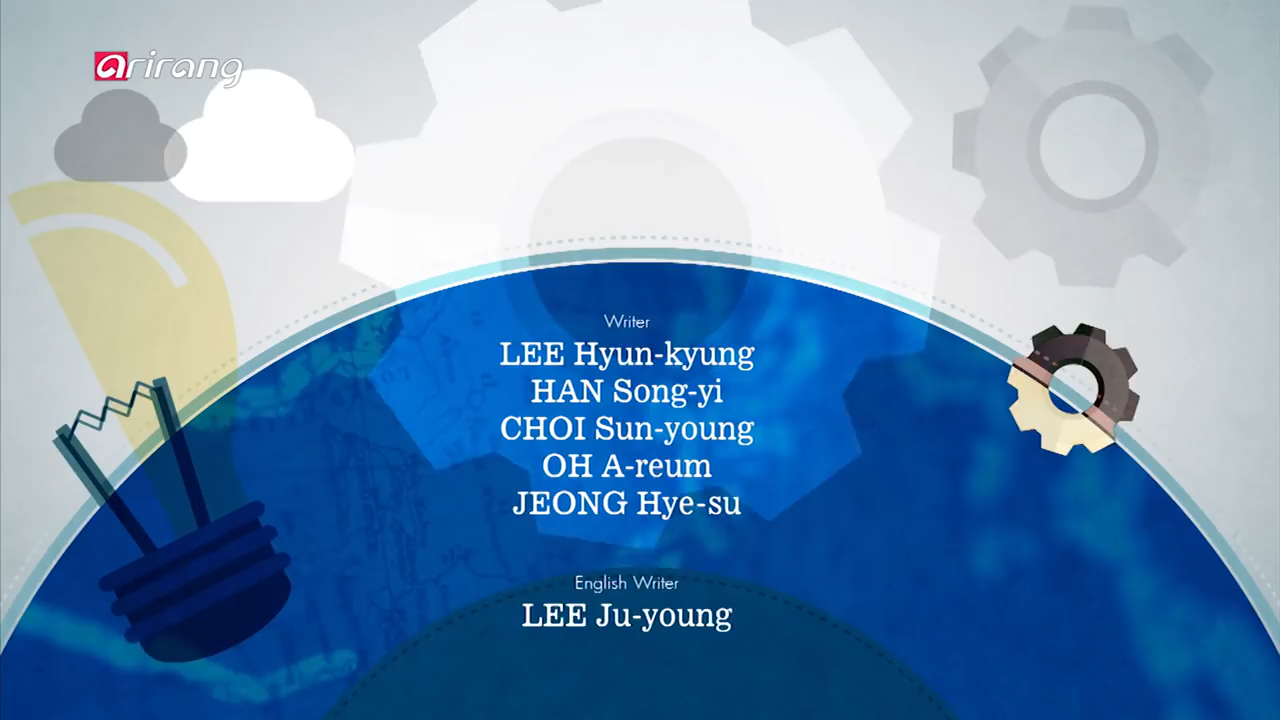 arirang
Writer
LEE Hyun-kyung
HAN Song-yi
CHOI Sun-young
OH A-reum
JEONG Hye-su
English Writer
LEE Ju-young